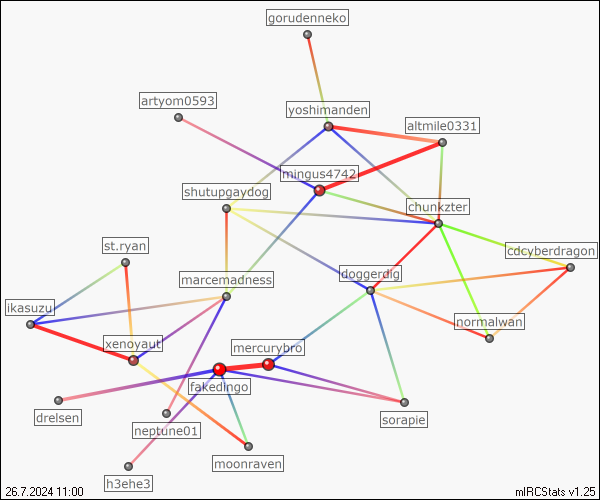 gorudenneko
artyom0593
yoshimanden
altmile0331
mingus4742
shutupgaydog
chunkzter
st.ryan
cdcyberdragon
doggerdig
marcemadness
ikasuzu
normalwan
xenoyaut
mercurybro
fakedingo
drelsen
sorapie
neptune01
moonraven
h3ehe3
26.7.2024 11:00
mIRCStats v1.25